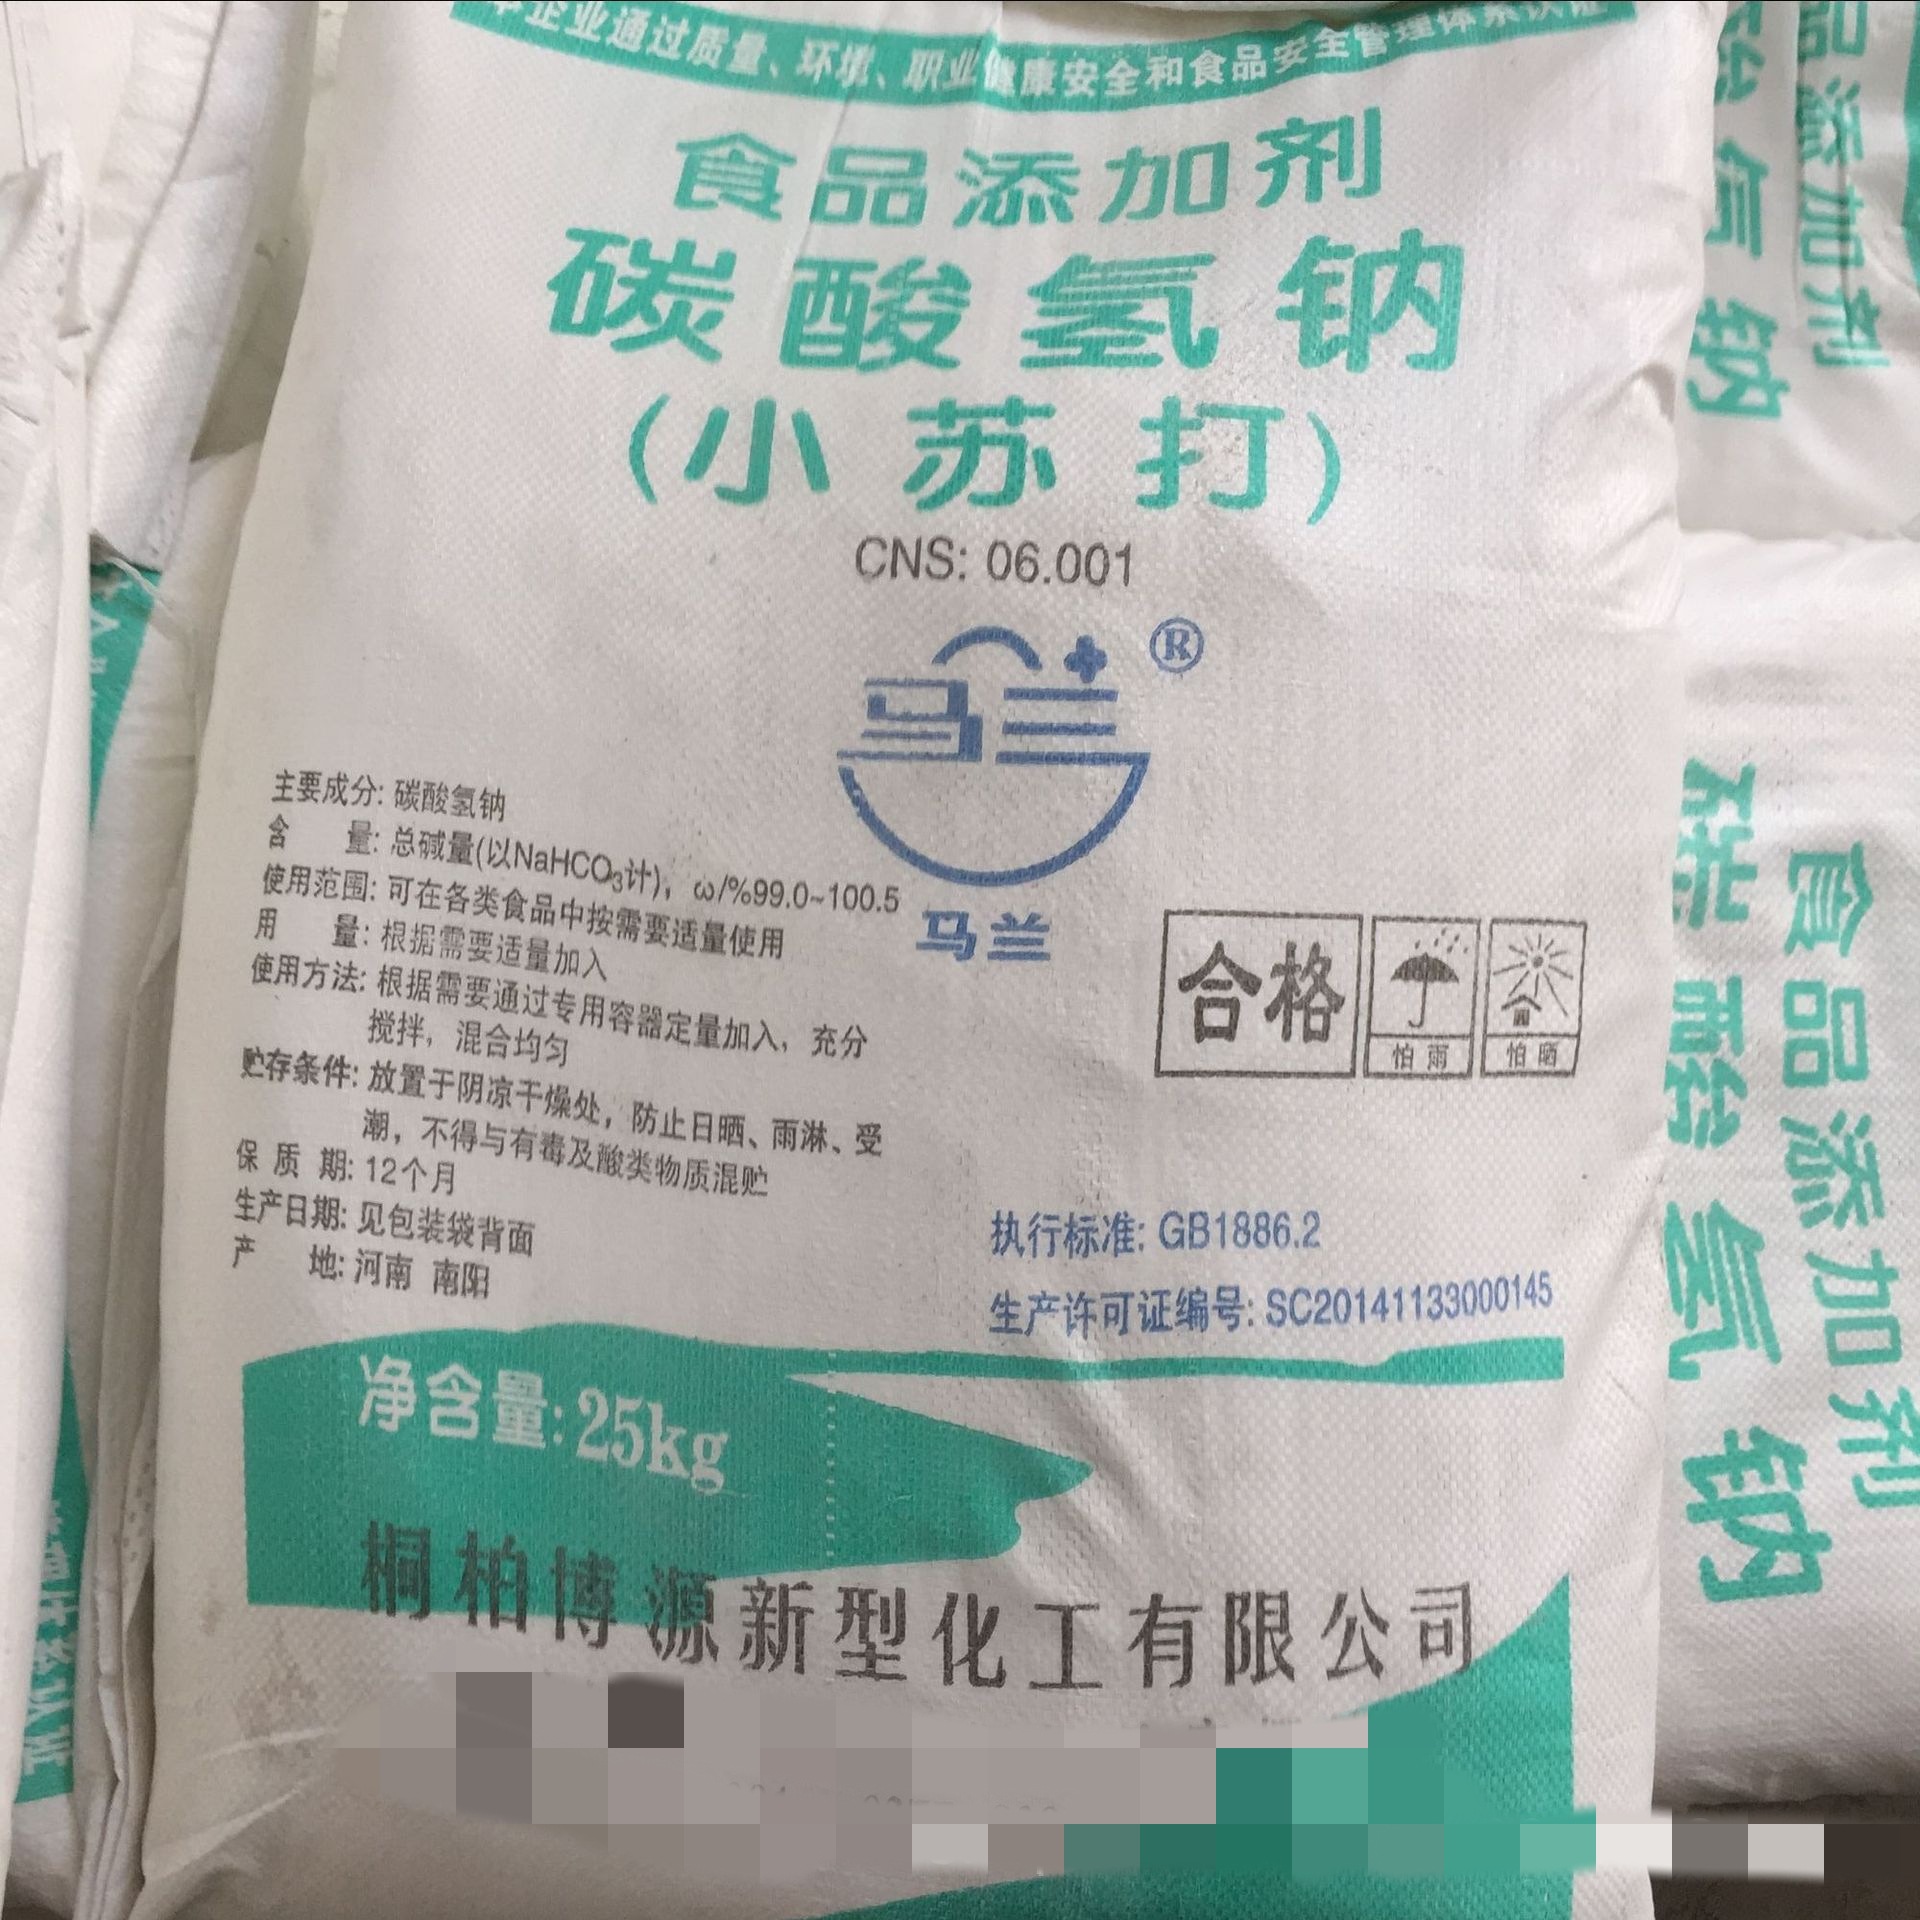 本企业通过质量、环境、职业健康安全和食品安全管理体系认证
食品添加剂
碳酸氢钠
(小苏打)
CNS: 06.001
马兰®
马兰
主要成分: 碳酸氢钠
含 量: 总碱量(以NaHCO₃计), ω/%99.0~100.5
使用范围: 可在各类食品中按需要适量使用
用 量: 根据需要适量加入
使用方法: 根据需要通过专用容器定量加入, 充分
搅拌, 混合均匀
贮存条件: 放置于阴凉干燥处, 防止日晒、雨淋、受
潮, 不得与有毒及酸类物质混贮
保 质 期: 12个月
生产日期: 见包装袋背面
产 地: 河南 南阳
合格
怕雨
怕晒
执行标准: GB1886.2
生产许可证编号: SC20141133000145
净含量: 25kg
桐柏博源新型化工有限公司
品添加剂
酸氢钠
食品添加剂
碳酸氢钠